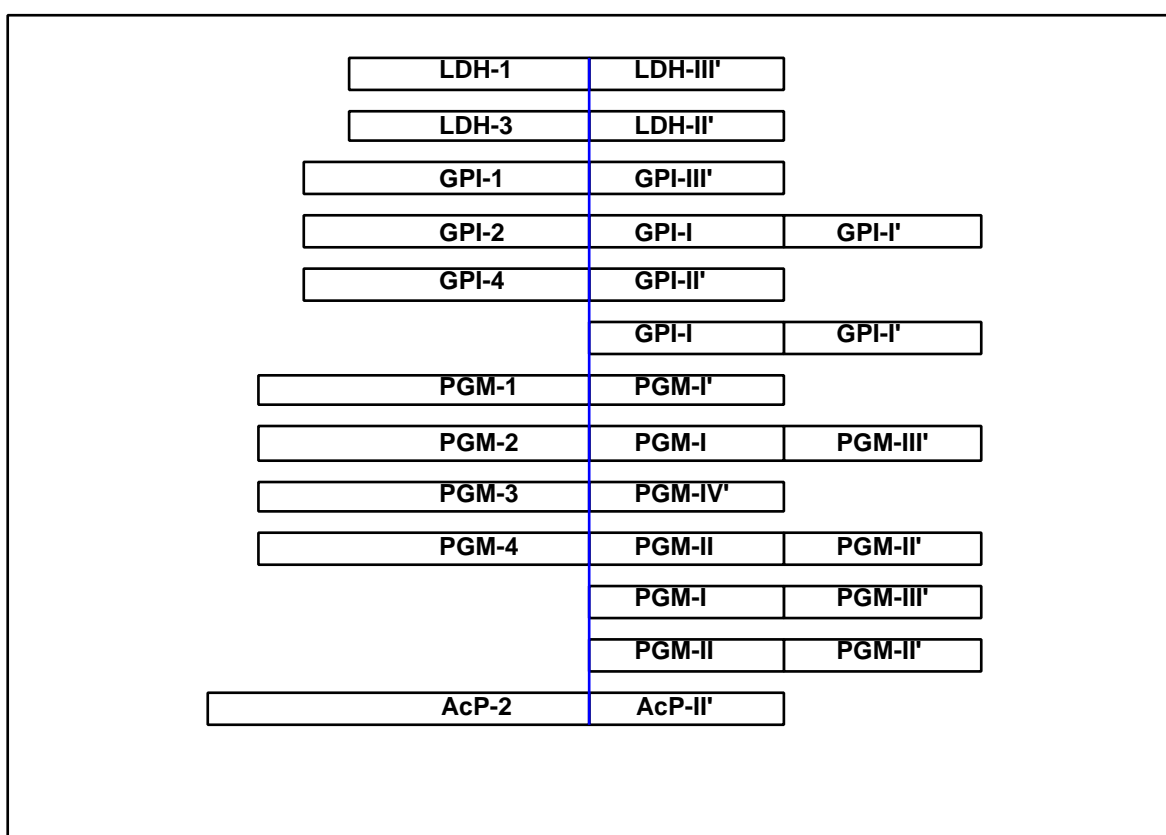 LDH-1 LDH-III'
LDH-3 LDH-II'
GPI-1 GPI-III'
GPI-2 GPI-I GPI-I'
GPI-4 GPI-II'
GPI-I GPI-I'
PGM-1 PGM-I'
PGM-2 PGM-I PGM-III'
PGM-3 PGM-IV'
PGM-4 PGM-II PGM-II'
PGM-I PGM-III'
PGM-II PGM-II'
AcP-2 AcP-II'